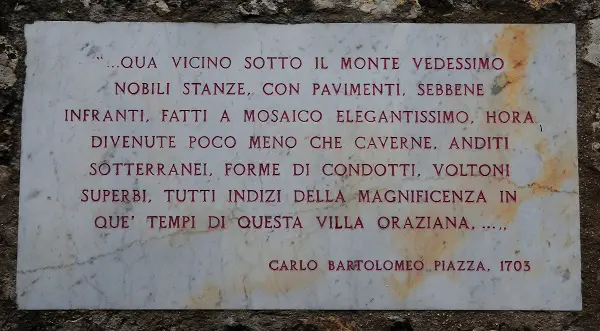 “...QUA VICINO SOTTO IL MONTE VEDESSIMO
NOBILI STANZE, CON PAVIMENTI, SEBBENE
INFRANTI, FATTI A MOSAICO ELEGANTISSIMO, HORA
DIVENUTE POCO MENO CHE CAVERNE, ANDITI
SOTTERRANEI, FORME DI CONDOTTI, VOLTONI
SUPERBI, TUTTI INDIZI DELLA MAGNIFICENZA IN
QUE’ TEMPI DI QUESTA VILLA ORAZIANA, ...„
CARLO BARTOLOMEO PIAZZA, 1703